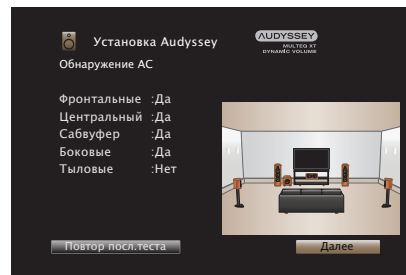 Установка Audyssey
AUDYSSEY
MULTEQ XT
DYNAMIC VOLUME
Обнаружение АС
Фронтальные :Да
Центральный :Да
Сабвуфер :Да
Боковые :Да
Тыловые :Нет
Повтор посл.теста
Далее